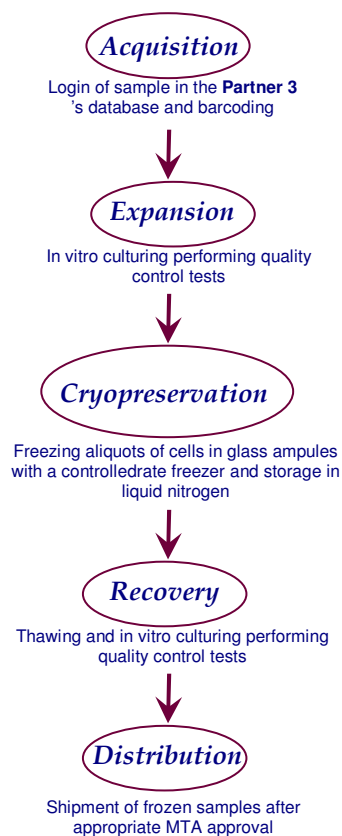 Acquisition
Login of sample in the Partner 3
's database and barcoding
Expansion
In vitro culturing performing quality
control tests
Cryopreservation
Freezing aliquots of cells in glass ampules
with a controlledrate freezer and storage in
liquid nitrogen
Recovery
Thawing and in vitro culturing performing
quality control tests
Distribution
Shipment of frozen samples after
appropriate MTA approval